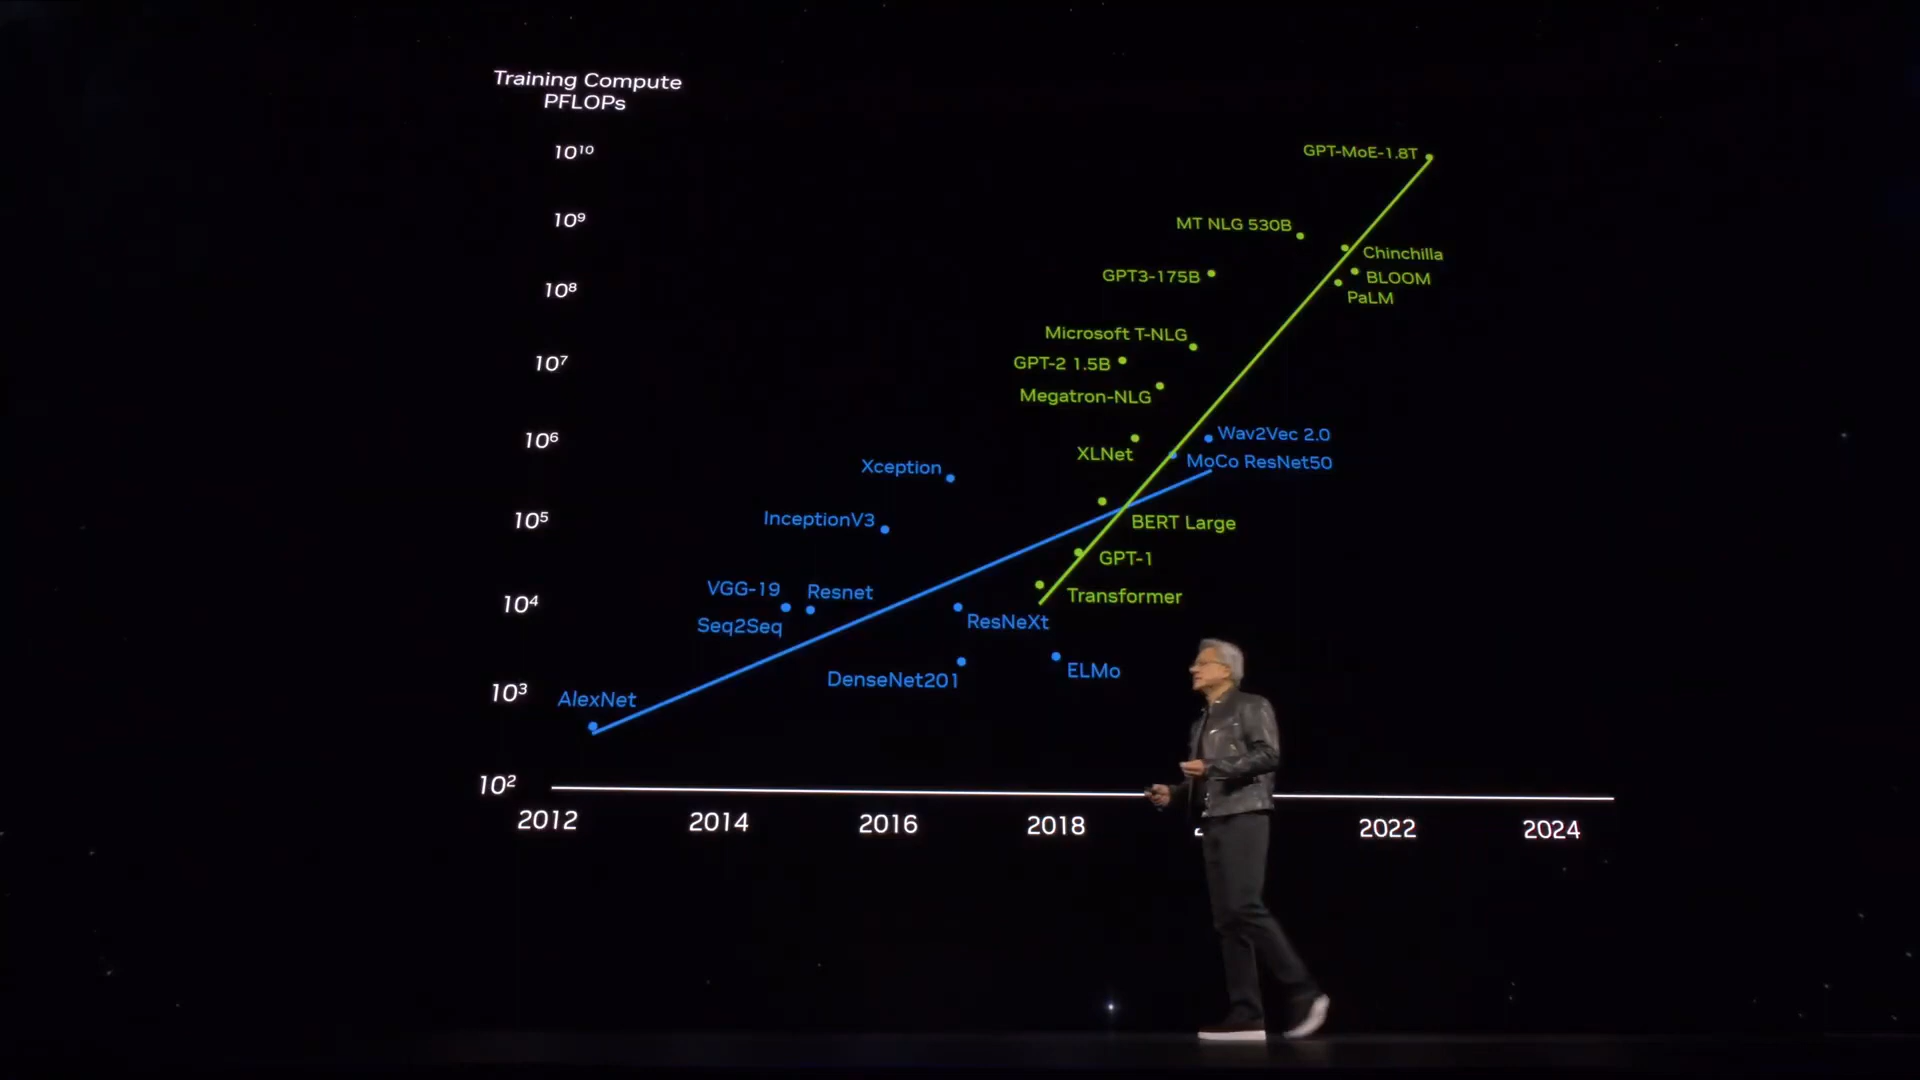 Training Compute
PFLOPs
10¹⁰
GPT-MoE-1.8T
10⁹
MT NLG 530B
Chinchilla
GPT3-175B
BLOOM
10⁸
PaLM
Microsoft T-NLG
10⁷
GPT-2 1.5B
Megatron-NLG
10⁶
Wav2Vec 2.0
XLNet
MoCo ResNet50
Xception
10⁵
InceptionV3
BERT Large
GPT-1
VGG-19
Resnet
Transformer
10⁴
Seq2Seq
ResNeXt
ELMo
DenseNet201
10³
AlexNet
10²
2012 2014 2016 2018 2022 2024